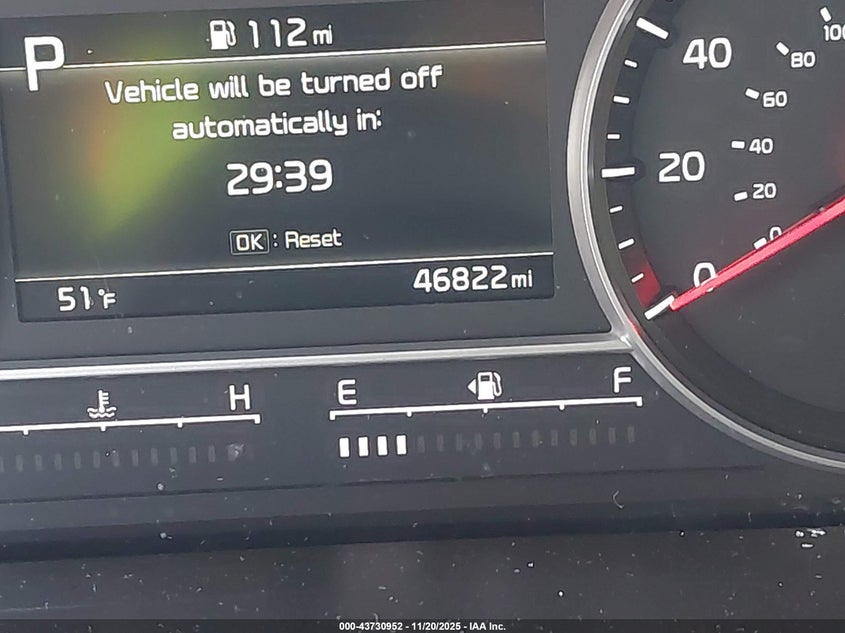 P
112 mi
Vehicle will be turned off
automatically in:
29:39
OK : Reset
51°F
46822 mi
H
E
F
40
20
0
100
80
60
40
20
0
000-43730952 - 11/20/2025 - IAA Inc.